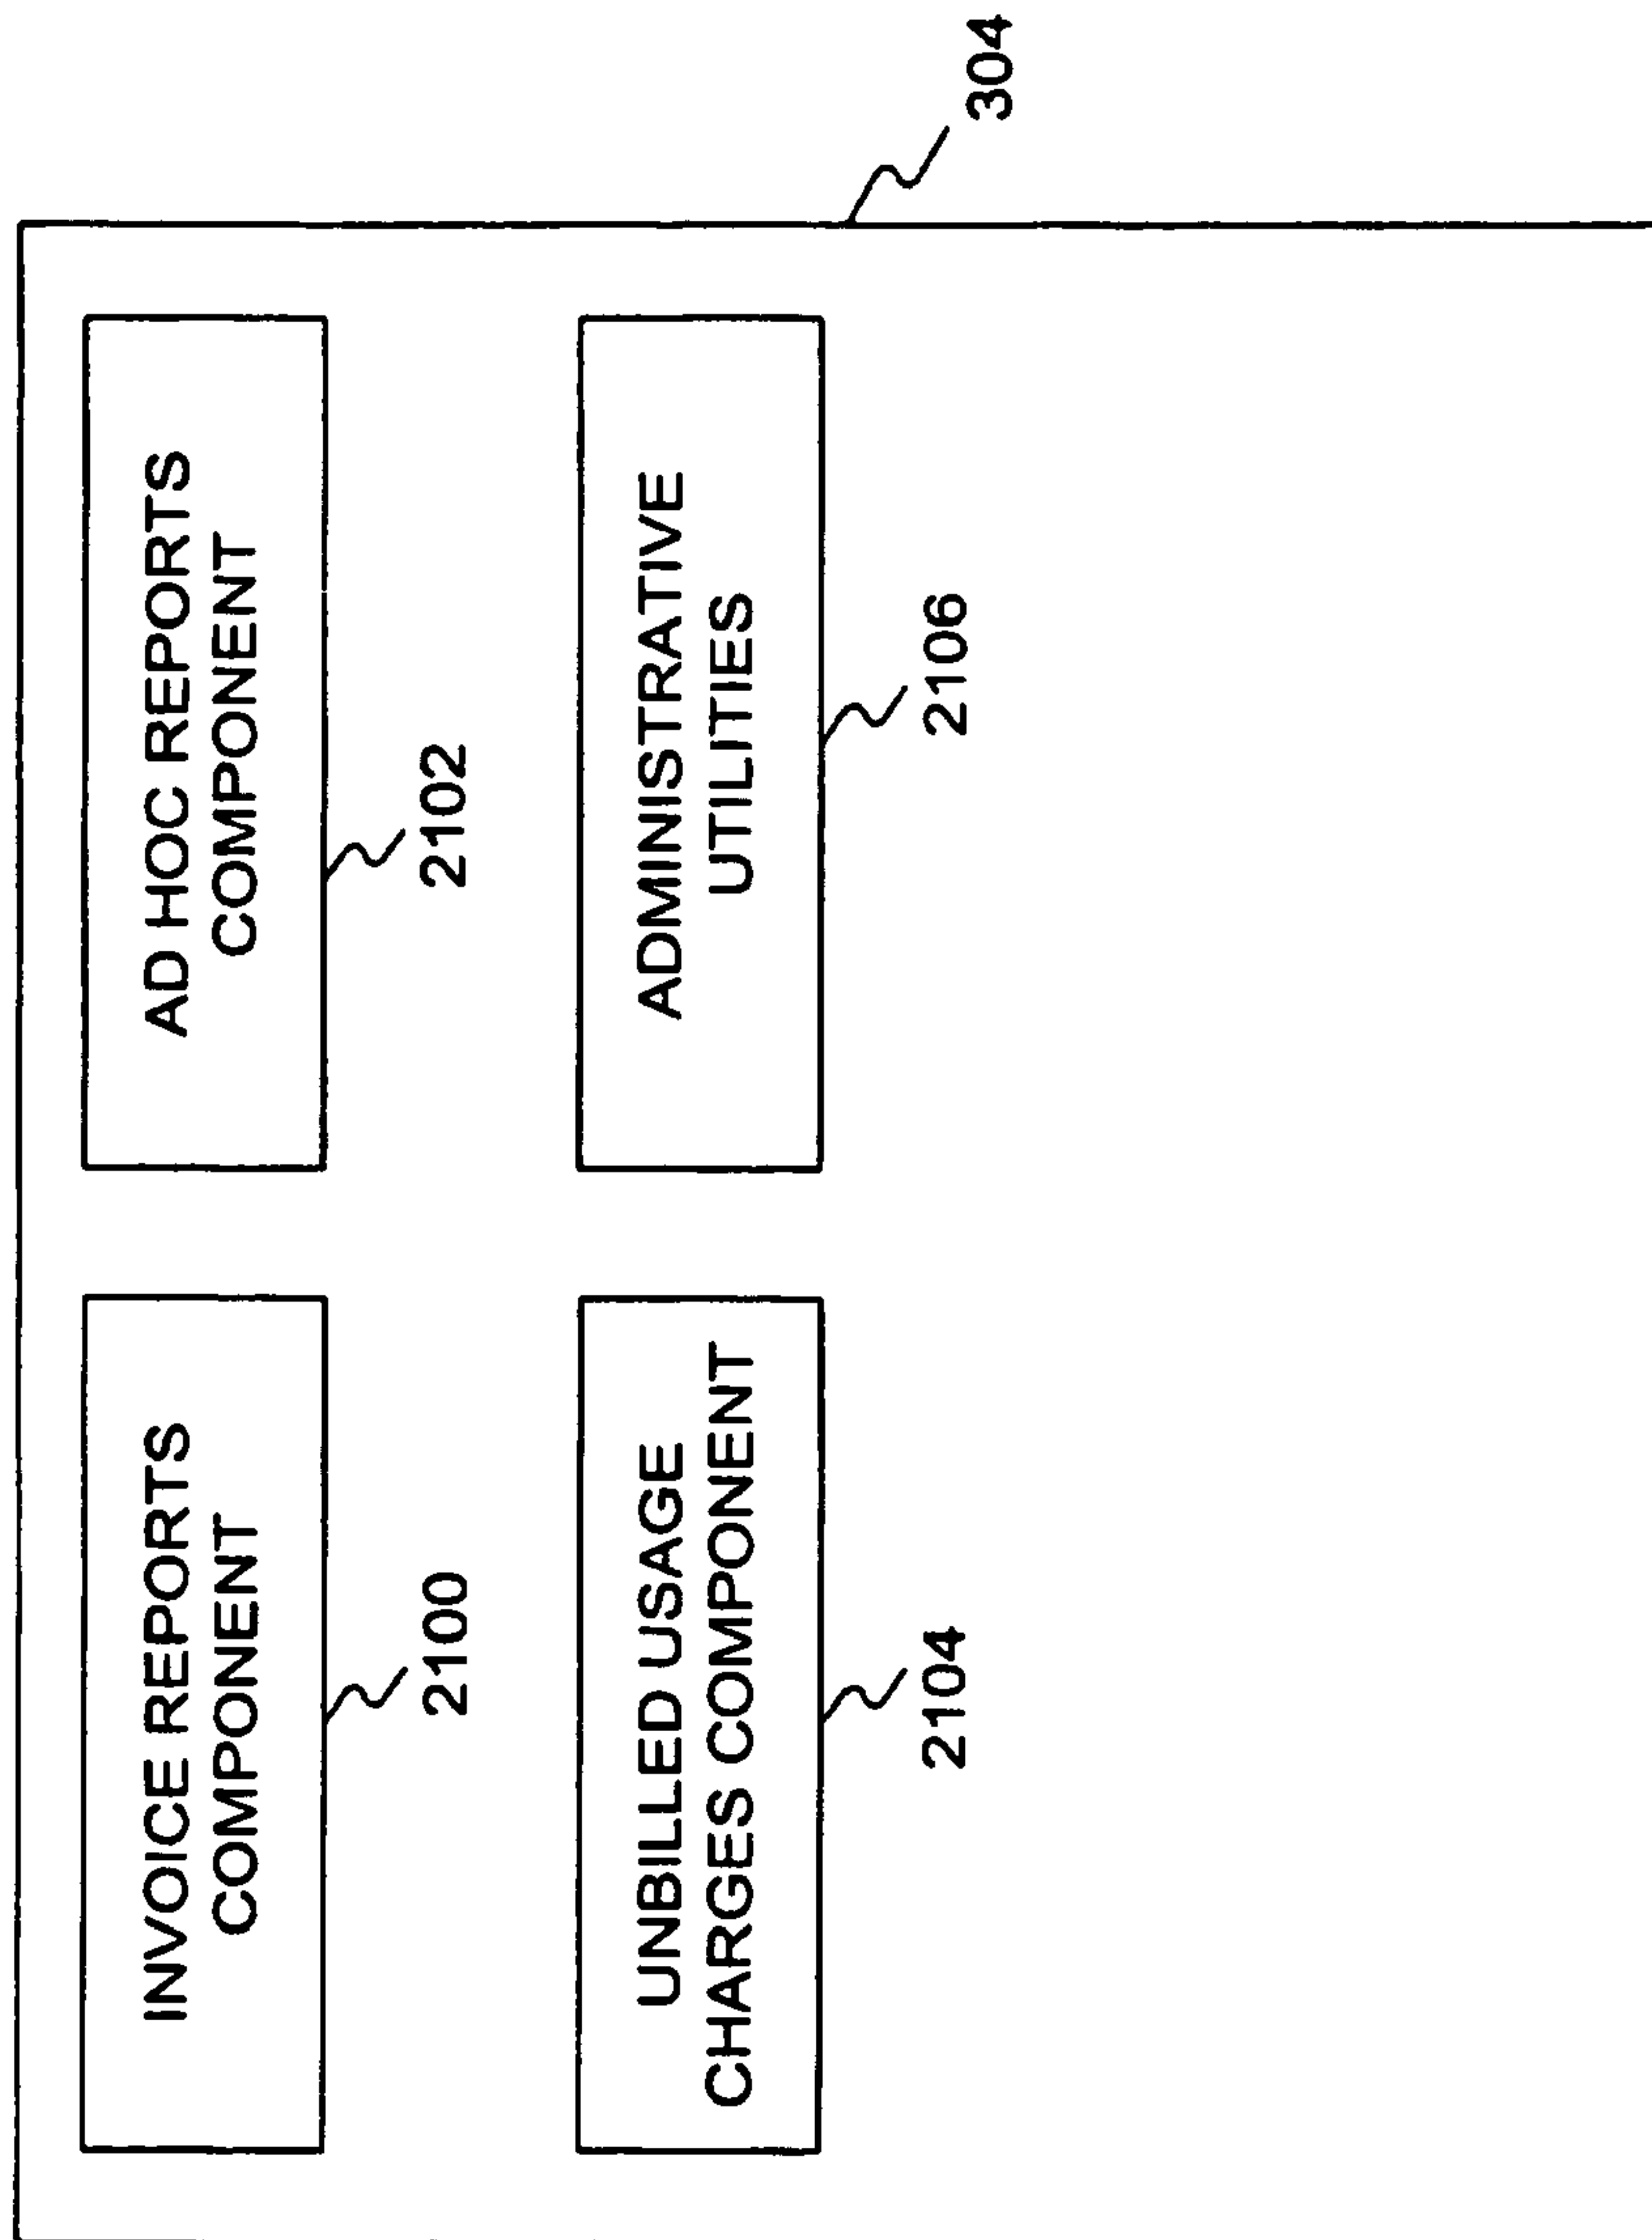 INVOICE REPORTS
COMPONENT
2100
AD HOC REPORTS
COMPONENT
2102
UNBILLED USAGE
CHARGES COMPONENT
2104
ADMINISTRATIVE
UTILITIES
2106
304